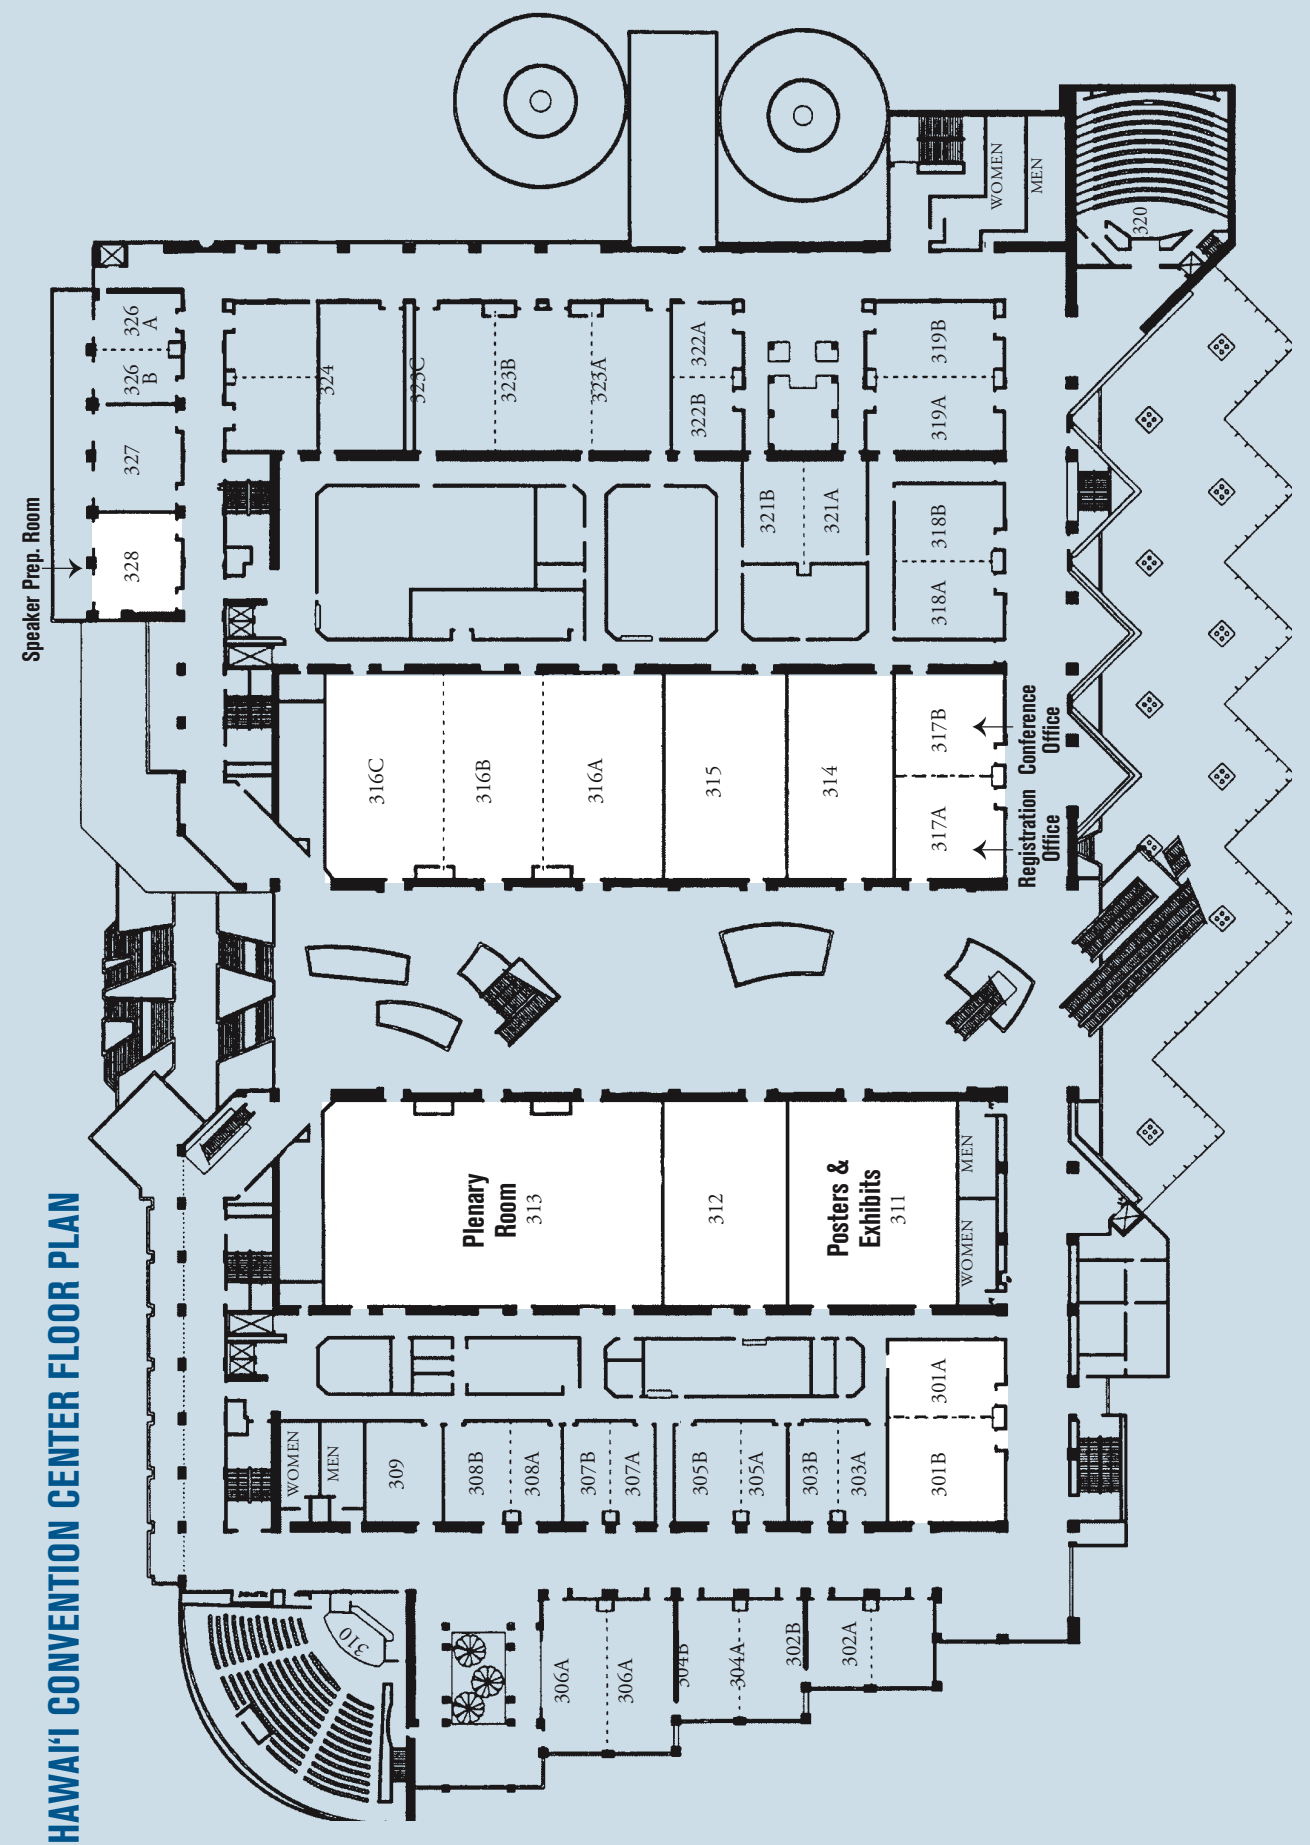 HAWAI‘I CONVENTION CENTER FLOOR PLAN
Speaker Prep. Room
328
327
326
B
326
A
324
323C
323B
323A
322B
322A
321B
321A
319A
319B
318A
318B
320
WOMEN
MEN
316C
316B
316A
315
314
317A
317B
Registration
Office
Conference
Office
Plenary
Room
313
312
Posters &
Exhibits
311
WOMEN
MEN
301B
301A
WOMEN
MEN
309
308B
308A
307B
307A
305B
305A
303B
303A
310
306A
306A
304B
304A
302B
302A